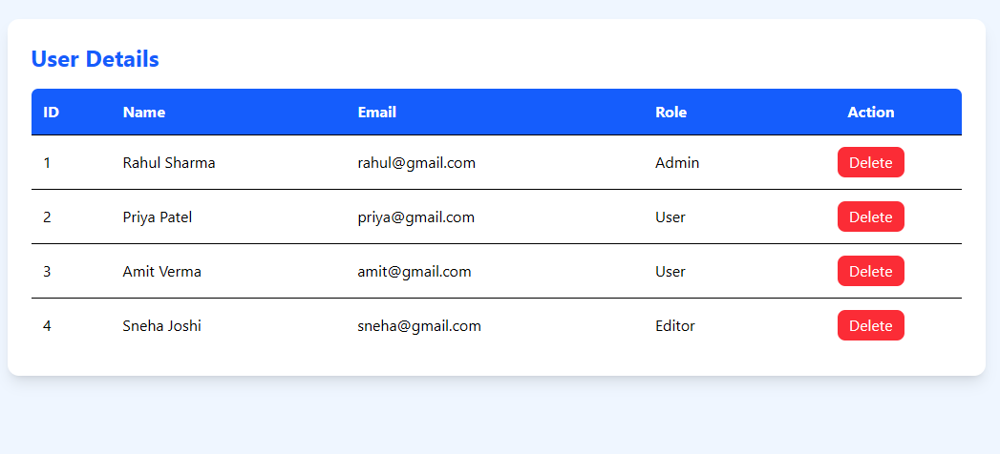 User Details
ID Name Email Role Action
1 Rahul Sharma rahul@gmail.com Admin Delete
2 Priya Patel priya@gmail.com User Delete
3 Amit Verma amit@gmail.com User Delete
4 Sneha Joshi sneha@gmail.com Editor Delete